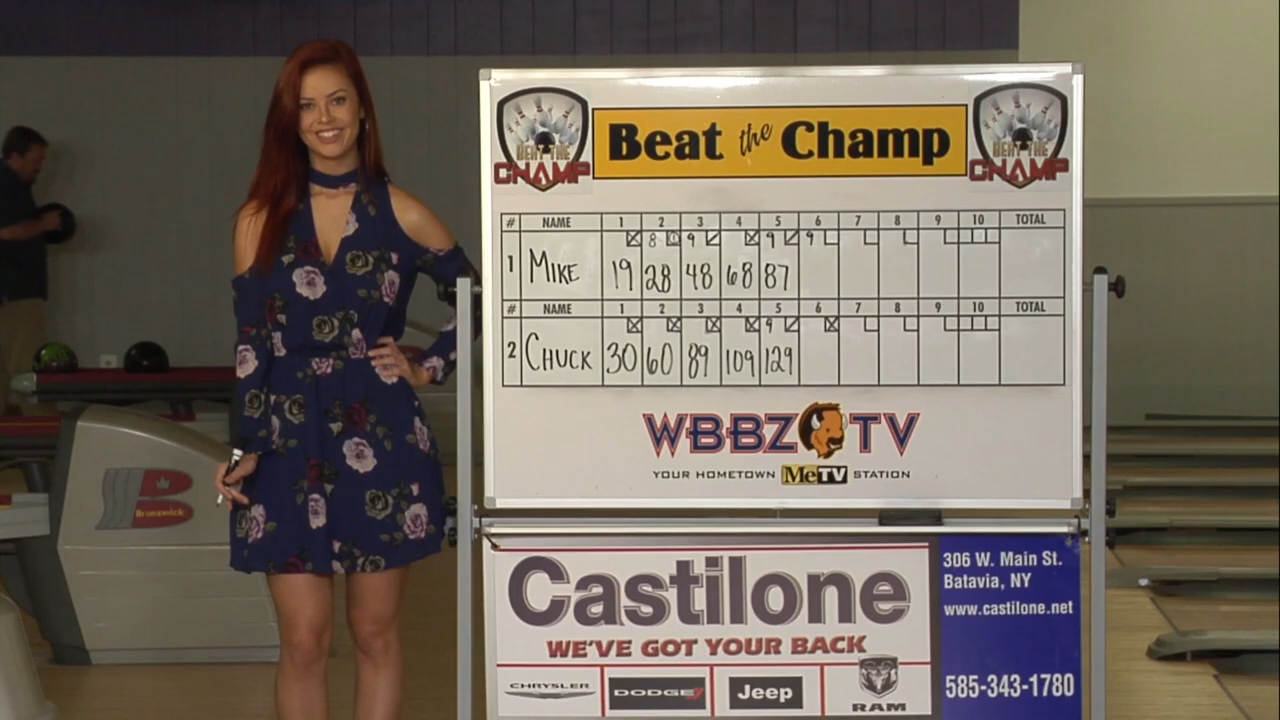 BEAT THE CHAMP
Beat the Champ
BEAT THE CHAMP
# NAME 1 2 3 4 5 6 7 8 9 10 TOTAL
X 8 9 / X 9 / 9
1 MIKE 19 28 48 68 87
# NAME 1 2 3 4 5 6 7 8 9 10 TOTAL
X X X X 9 / X
2 CHUCK 30 60 89 109 129
WBBZ TV
YOUR HOMETOWN MeTV STATION
Castilone
WE'VE GOT YOUR BACK
CHRYSLER DODGE Jeep RAM
306 W. Main St.
Batavia, NY
www.castilone.net
585-343-1780
Brunswick